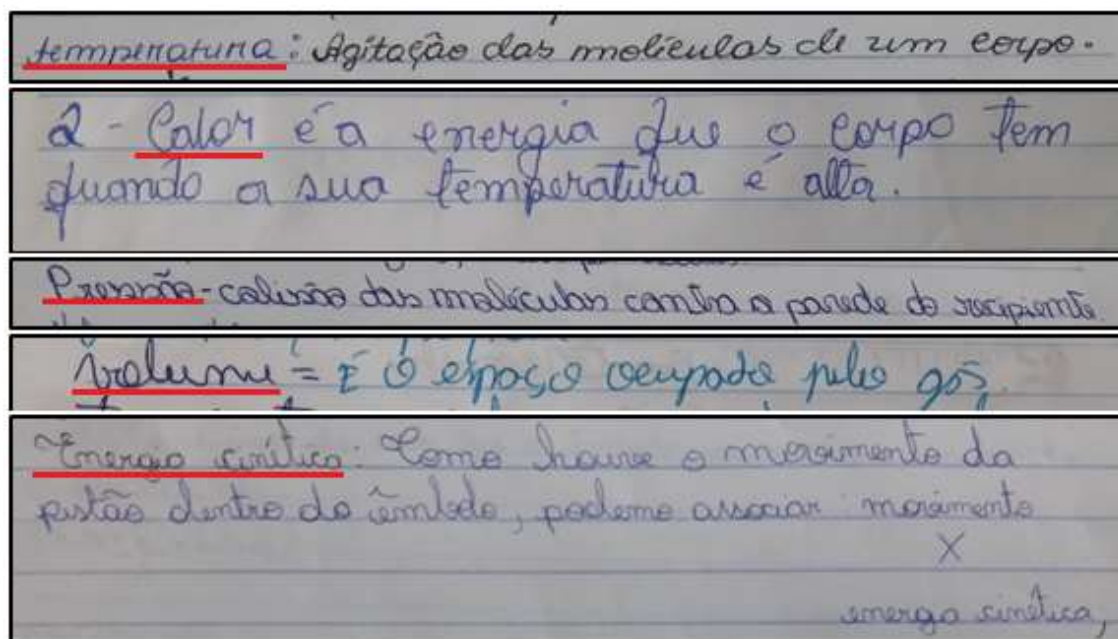 temperatura: Agitação das moléculas de um corpo.
2 - Calor é a energia que o corpo tem
quando a sua temperatura é alta.
Pressão - colisão das moléculas contra a parede do recipiente.
Volume = É o espaço ocupado pelo gás.
Energia cinética: Como houve o movimento da
pistão dentro do êmbolo, podemo associar movimento
X
energa cinética,